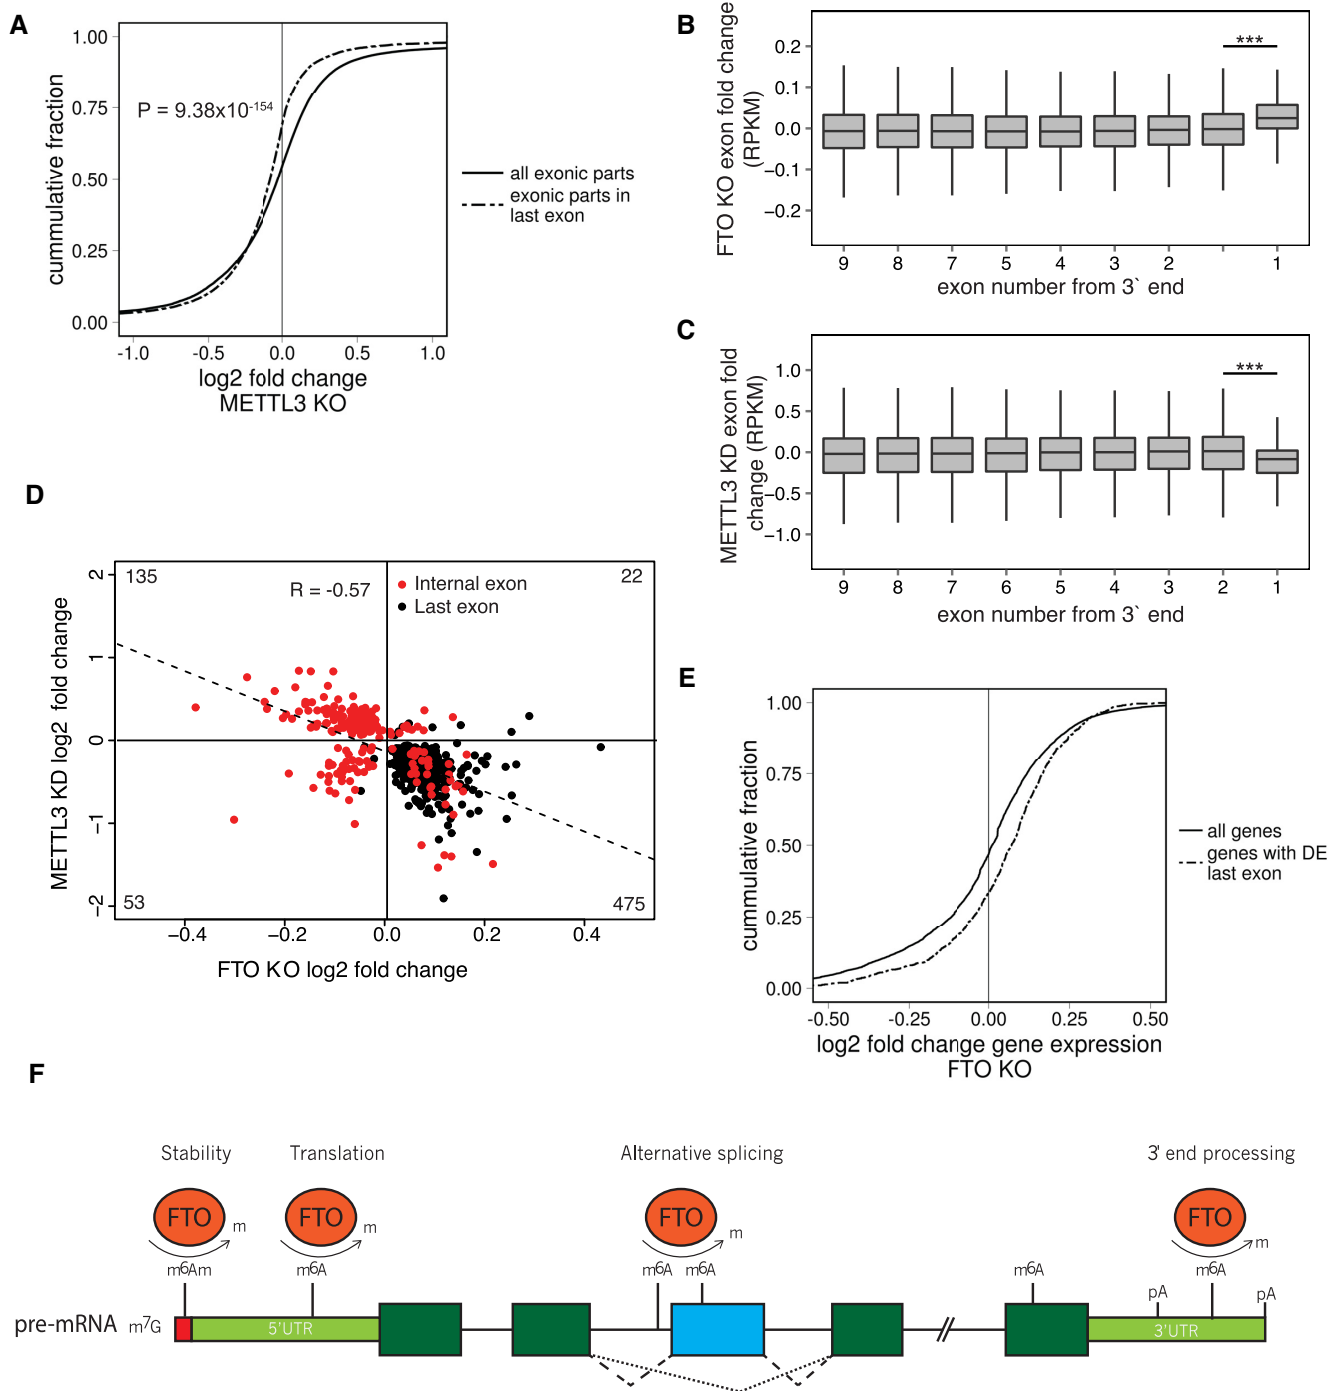 A
1.00
0.75
0.50
0.25
0.00
cummulative fraction
P = 9.38x10-154
all exonic parts
exonic parts in
last exon
-1.0 -0.5 0.0 0.5 1.0
log2 fold change
METTL3 KO
B
FTO KO exon fold change
(RPKM)
0.2
0.1
0.0
−0.1
−0.2
***
9 8 7 5 4 3 2 1
exon number from 3` end
C
METTL3 KD exon fold
change (RPKM)
1.0
0.5
0.0
−0.5
−1.0
***
9 8 7 6 5 4 3 2 1
exon number from 3` end
D
METTL3 KD log2 fold change
2
1
0
−1
−2
135
22
R = -0.57
Internal exon
Last exon
53
475
−0.4 −0.2 0.0 0.2 0.4
FTO KO log2 fold change
E
cummulative fraction
1.00
0.75
0.50
0.25
0.00
all genes
genes with DE
last exon
-0.50 -0.25 0.00 0.25 0.50
log2 fold change gene expression
FTO KO
F
Stability Translation Alternative splicing 3' end processing
FTO FTO FTO FTO
m m m m
m6Am m6A m6A m6A m6A m6A
pA pA
pre-mRNA m7G 5'UTR 3'UTR